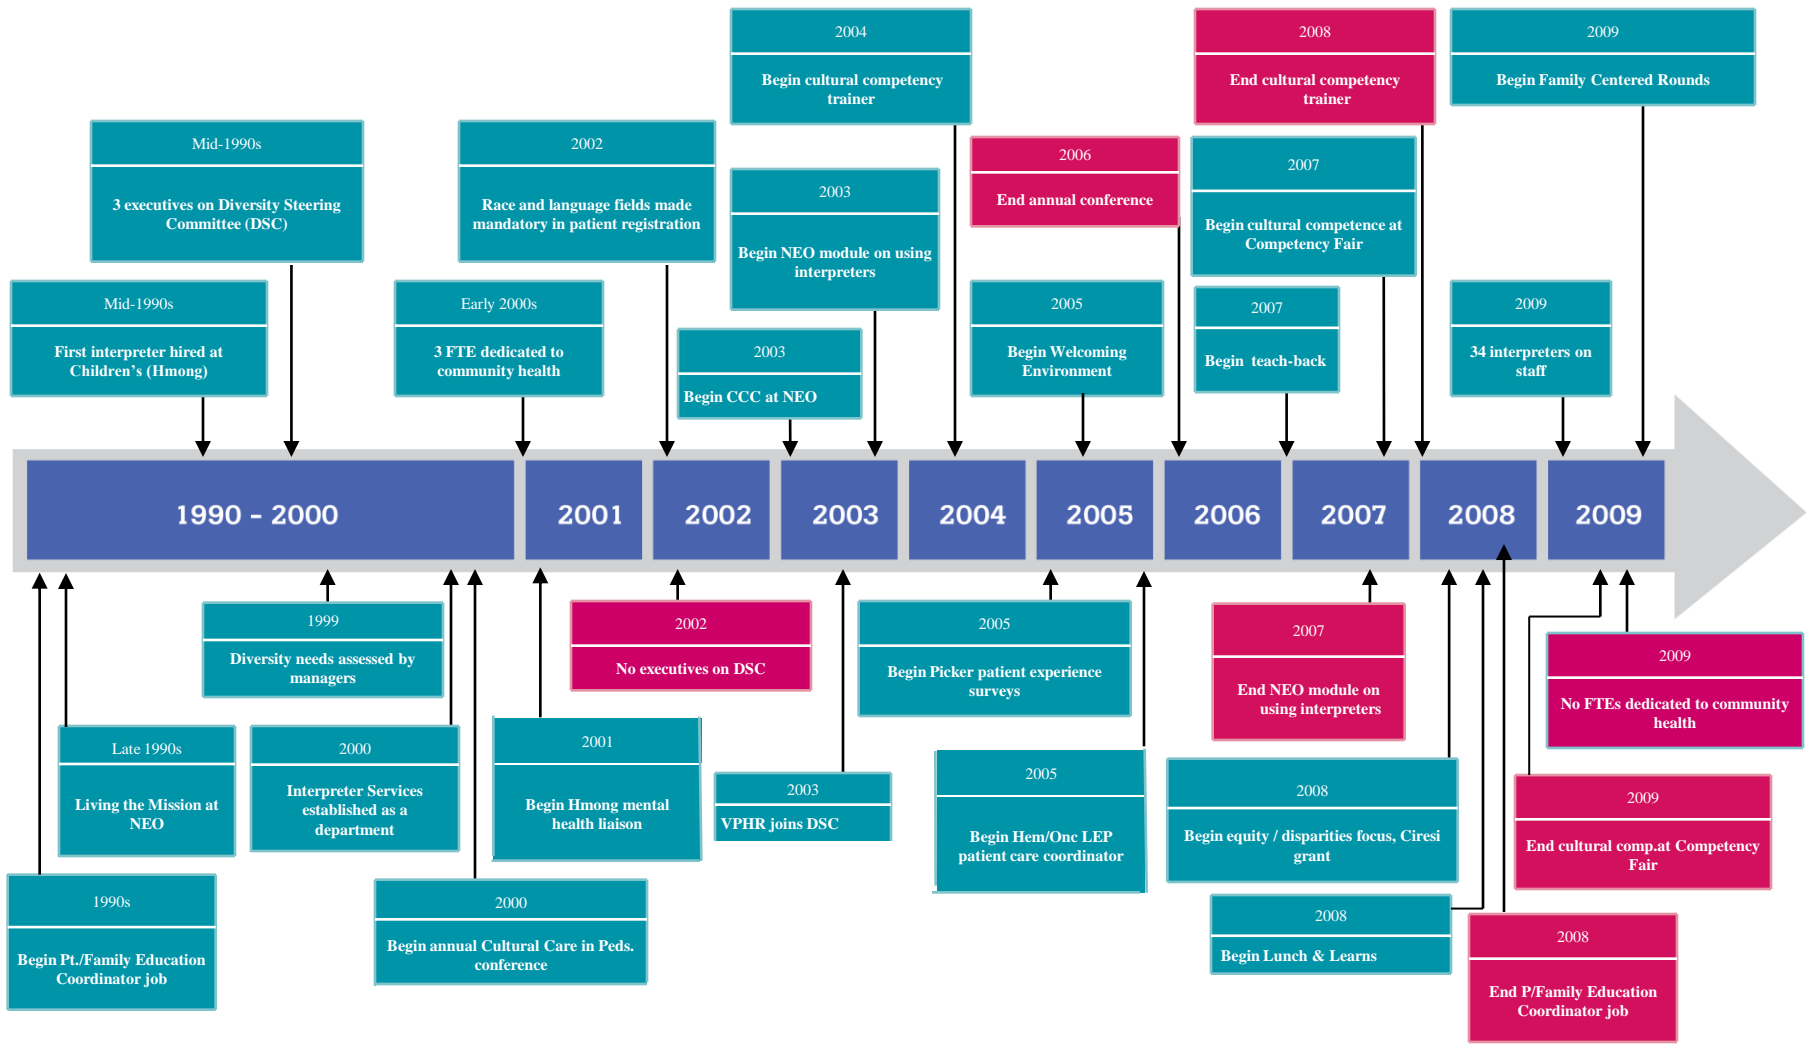 2004
Begin cultural competency
trainer
2008
End cultural competency
trainer
2009
Begin Family Centered Rounds
Mid-1990s
3 executives on Diversity Steering
Committee (DSC)
2002
Race and language fields made
mandatory in patient registration
2003
Begin NEO module on using
interpreters
2006
End annual conference
2007
Begin cultural competence at
Competency Fair
Mid-1990s
First interpreter hired at
Children’s (Hmong)
Early 2000s
3 FTE dedicated to
community health
2003
Begin CCC at NEO
2005
Begin Welcoming
Environment
2007
Begin  teach-back
2009
34 interpreters on
staff
1990 – 2000
2001
2002
2003
2004
2005
2006
2007
2008
2009
1999
Diversity needs assessed by
managers
2002
No executives on DSC
2005
Begin Picker patient experience
surveys
2007
End NEO module on
using interpreters
2009
No FTEs dedicated to community
health
Late 1990s
Living the Mission at
NEO
2000
Interpreter Services
established as a
department
2001
Begin Hmong mental
health liaison
2003
VPHR joins DSC
2005
Begin Hem/Onc LEP
patient care coordinator
2008
Begin equity / disparities focus, Ciresi
grant
2009
End cultural comp.at Competency
Fair
1990s
Begin Pt./Family Education
Coordinator job
2000
Begin annual Cultural Care in Peds.
conference
2008
Begin Lunch & Learns
2008
End P/Family Education
Coordinator job